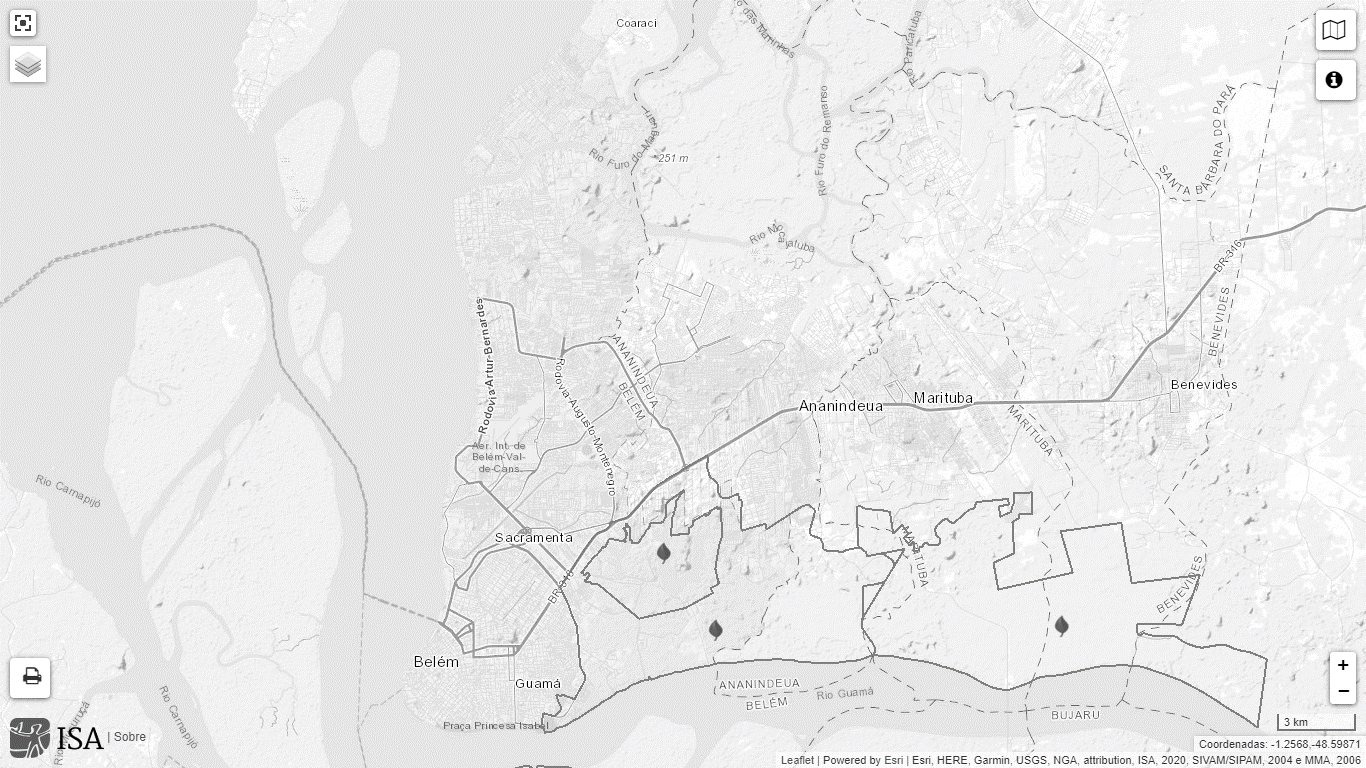 Coaraci
Rio Paricatuba
Rio Furo do Maguari
251 m
Rio Furo do Remanso
SANTA BÁRBARA DO PARÁ
Rio Mocajatuba
BR-316
BENEVIDES
Rodovia-Artur-Bernardes
ANANINDEUA
BELÉM
Rodovia-Augusto-Montenegro
Benevides
Marituba
Ananindeua
MARITUBA
Aer. Int. de
Belém-Val-
de-Cans
Rio Carnapijó
Sacramenta
MARITUBA
BR-316
BENEVIDES
Belém
Guamá
ANANINDEUA
BELÉM
Rio Guamá
BUJARU
Praça Princesa Isabel
Rio Carnapijó
+
−
3 km
ISA | Sobre
Coordenadas: -1.2568,-48.59871
Leaflet | Powered by Esri | Esri, HERE, Garmin, USGS, NGA, attribution, ISA, 2020, SIVAM/SIPAM, 2004 e MMA, 2006